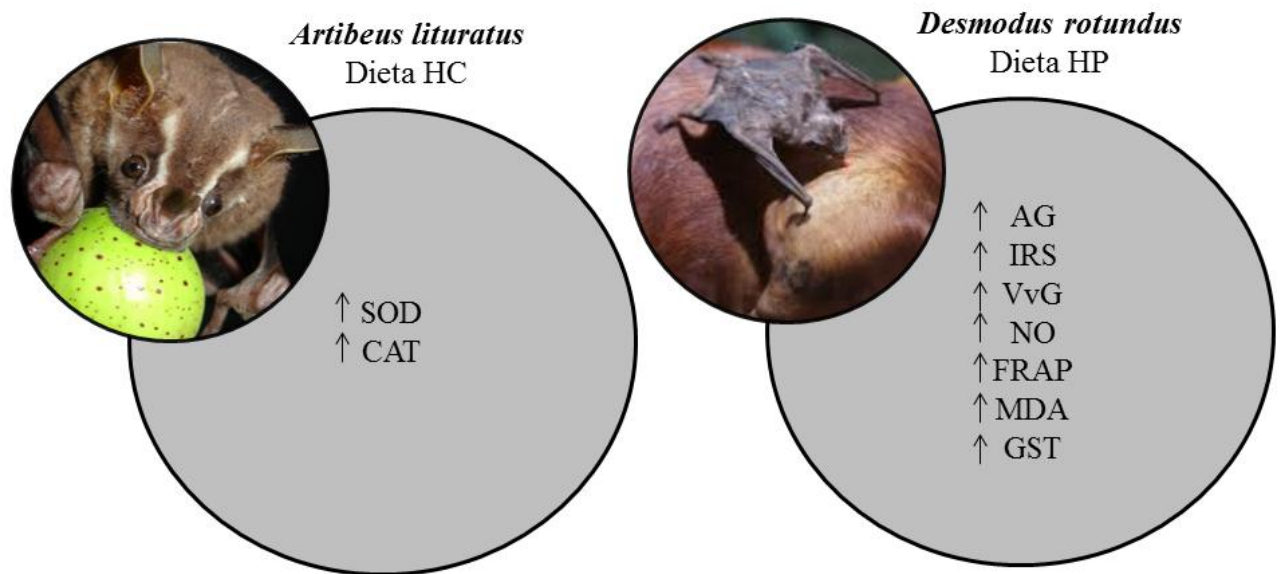 Artibeus lituratus
Dieta HC
↑ SOD
↑ CAT
Desmodus rotundus
Dieta HP
↑ AG
↑ IRS
↑ VvG
↑ NO
↑ FRAP
↑ MDA
↑ GST